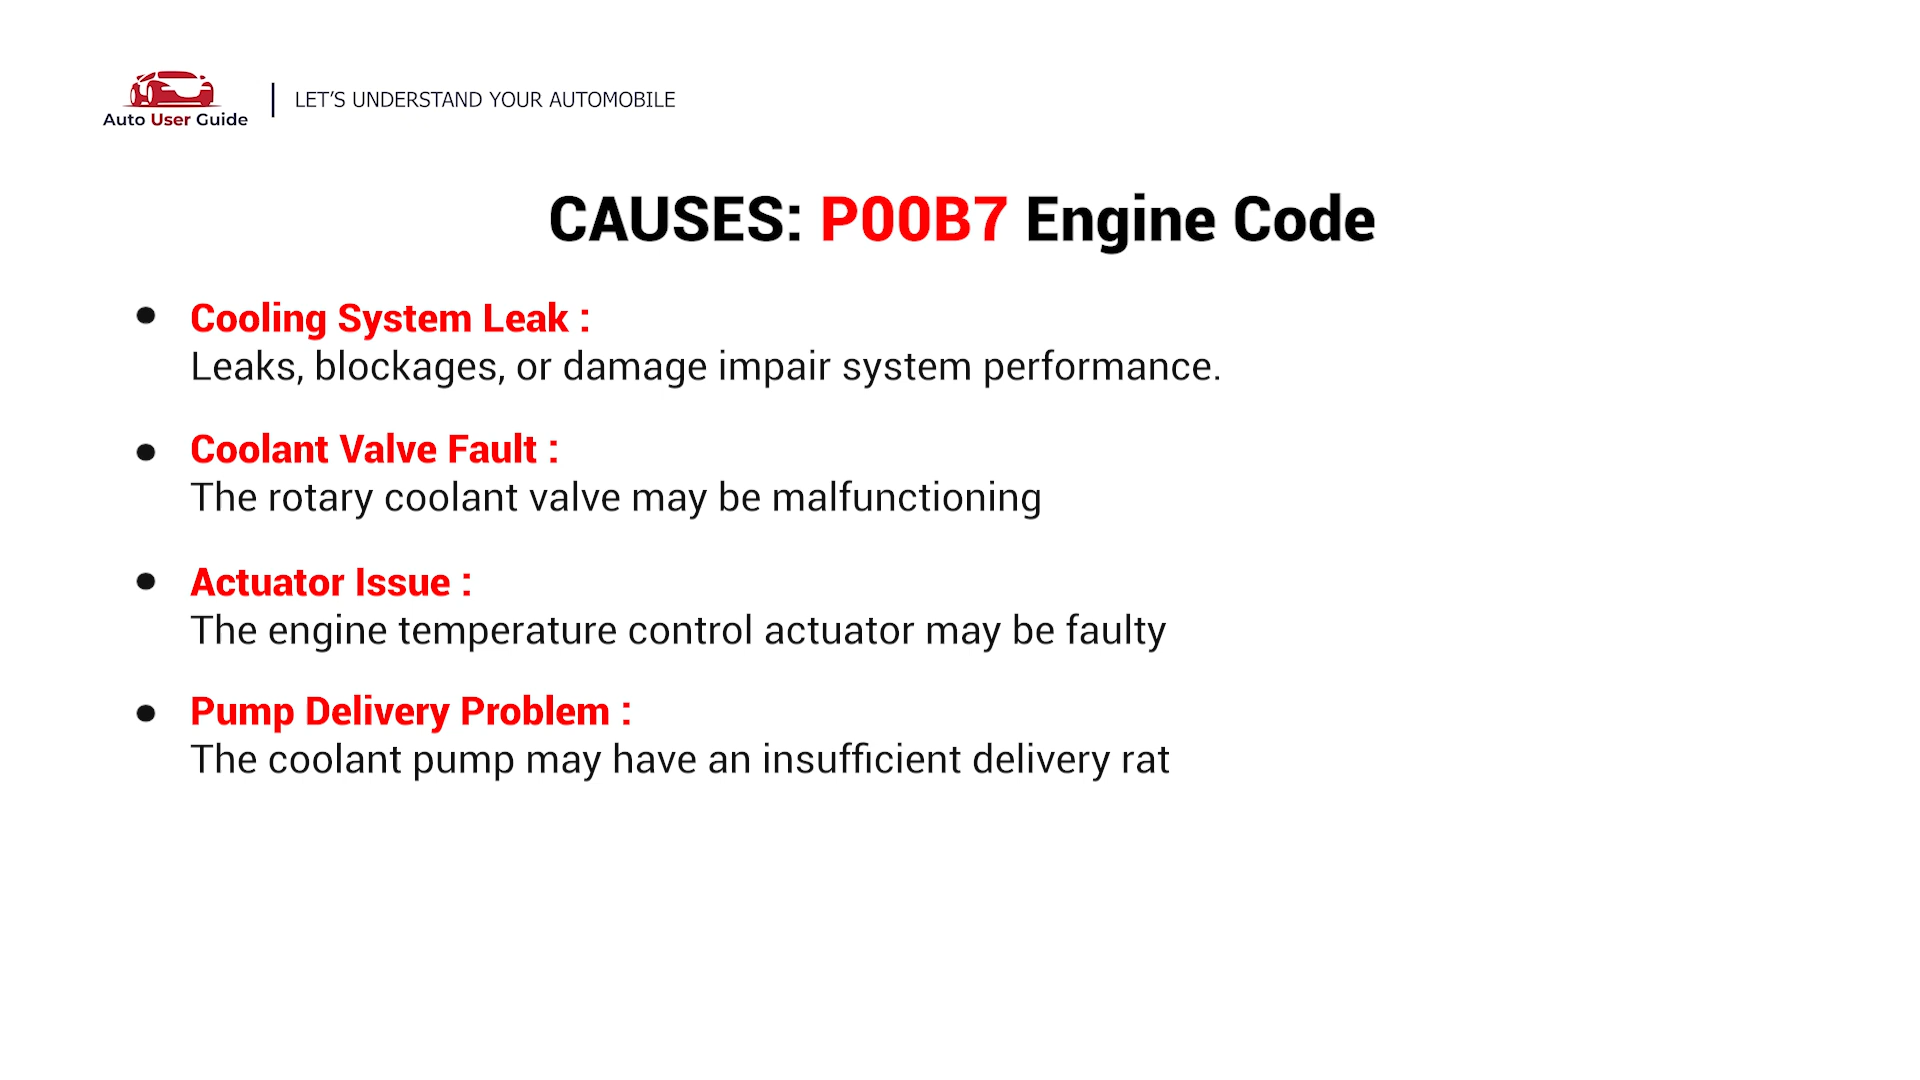 Auto User Guide
LET'S UNDERSTAND YOUR AUTOMOBILE
CAUSES: P00B7 Engine Code
Cooling System Leak :
Leaks, blockages, or damage impair system performance.
Coolant Valve Fault :
The rotary coolant valve may be malfunctioning
Actuator Issue :
The engine temperature control actuator may be faulty
Pump Delivery Problem :
The coolant pump may have an insufficient delivery rat